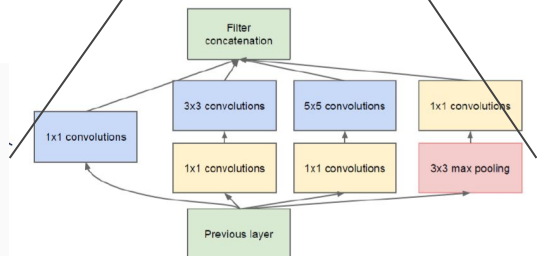 Filter
concatenation
3x3 convolutions
5x5 convolutions
1x1 convolutions
1x1 convolutions
1x1 convolutions
1x1 convolutions
3x3 max pooling
Previous layer